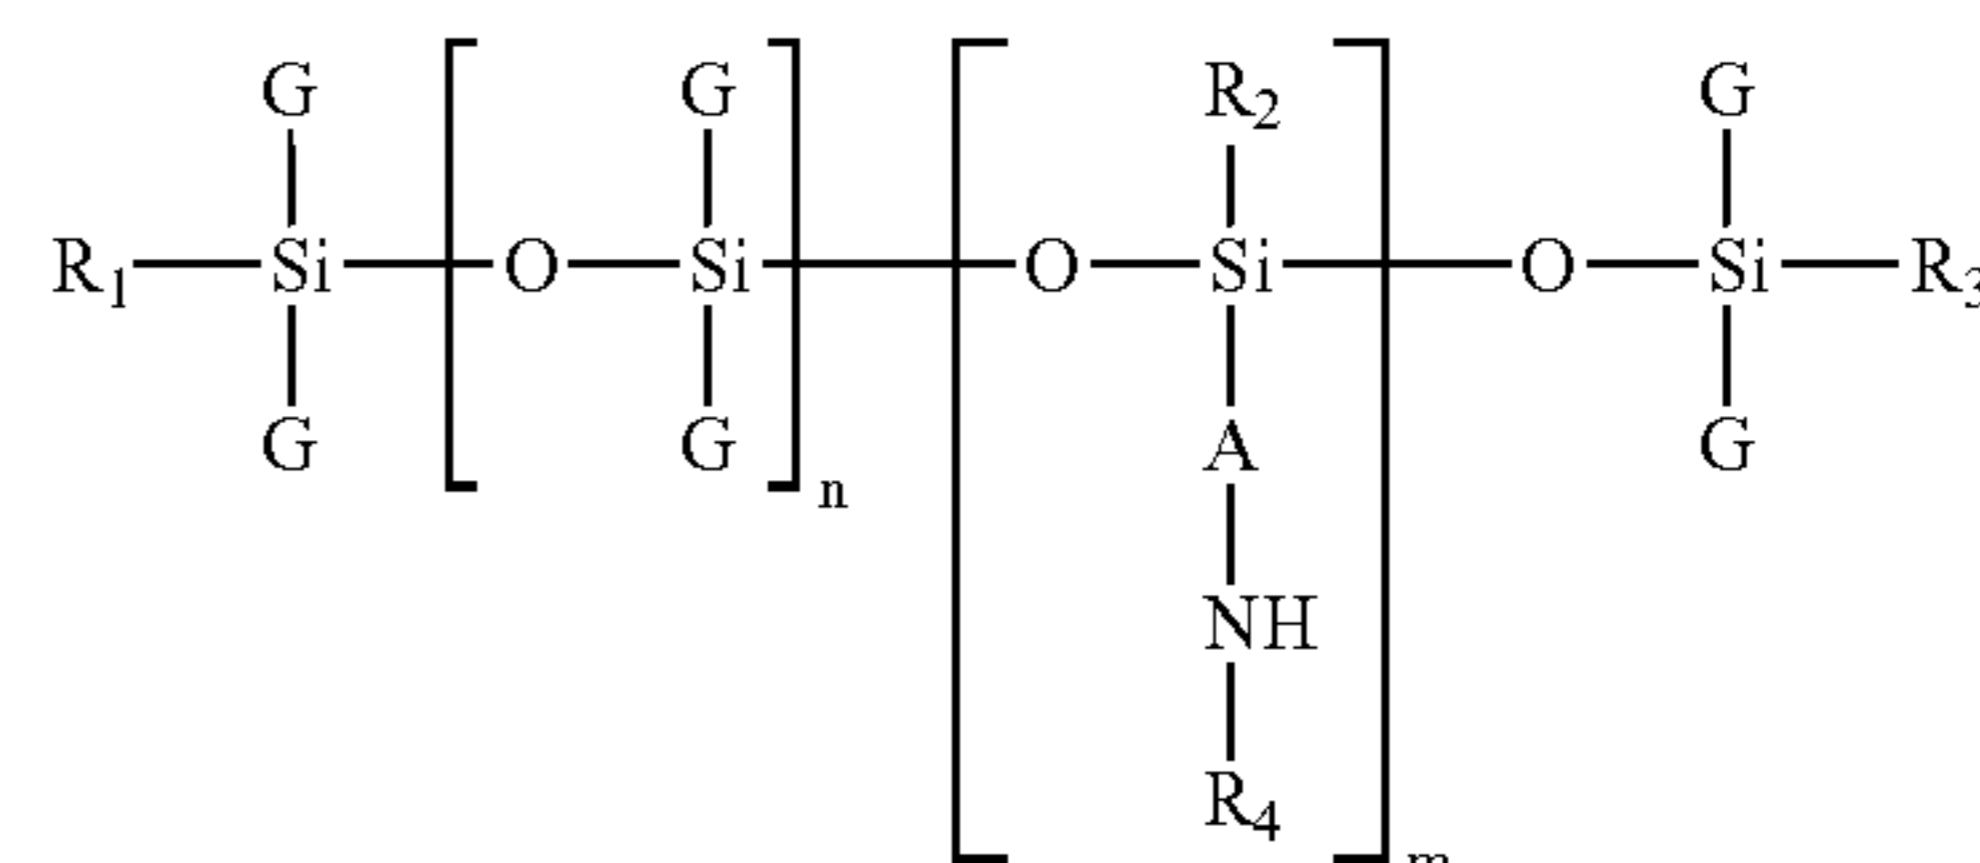 G G R₂ G
R₁ Si O Si O Si O Si R₃
G G A G
n
NH
R₄
m